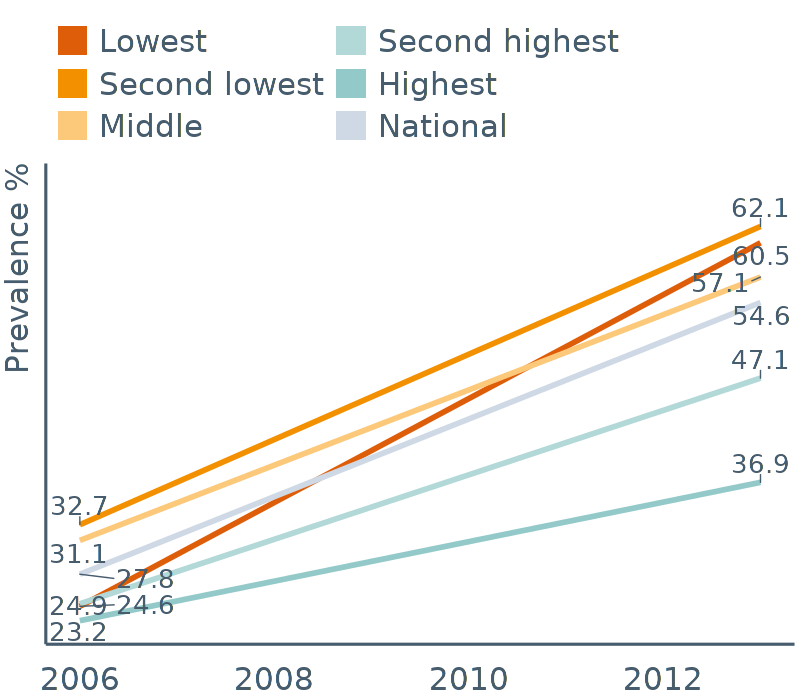 Lowest
Second lowest
Middle
Second highest
Highest
National
Prevalence %
62.1
60.5
57.1
54.6
47.1
36.9
32.7
31.1
27.8
24.9
24.6
23.2
2006 2008 2010 2012